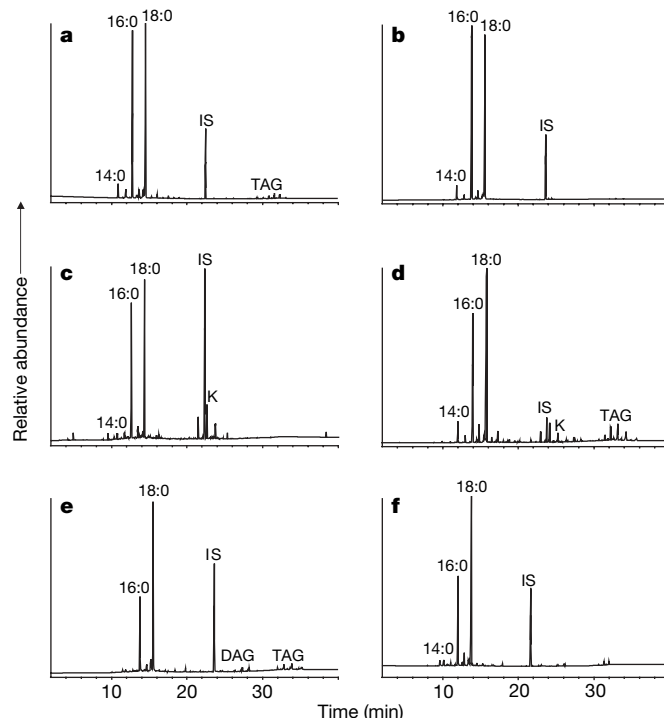 a
16:0
18:0
14:0
IS
TAG
b
16:0
18:0
14:0
IS
c
16:0
18:0
14:0
IS
K
d
18:0
16:0
14:0
IS
K
TAG
e
18:0
16:0
IS
DAG
TAG
f
18:0
16:0
14:0
IS
Relative abundance
10 20 30
10 20 30
Time (min)